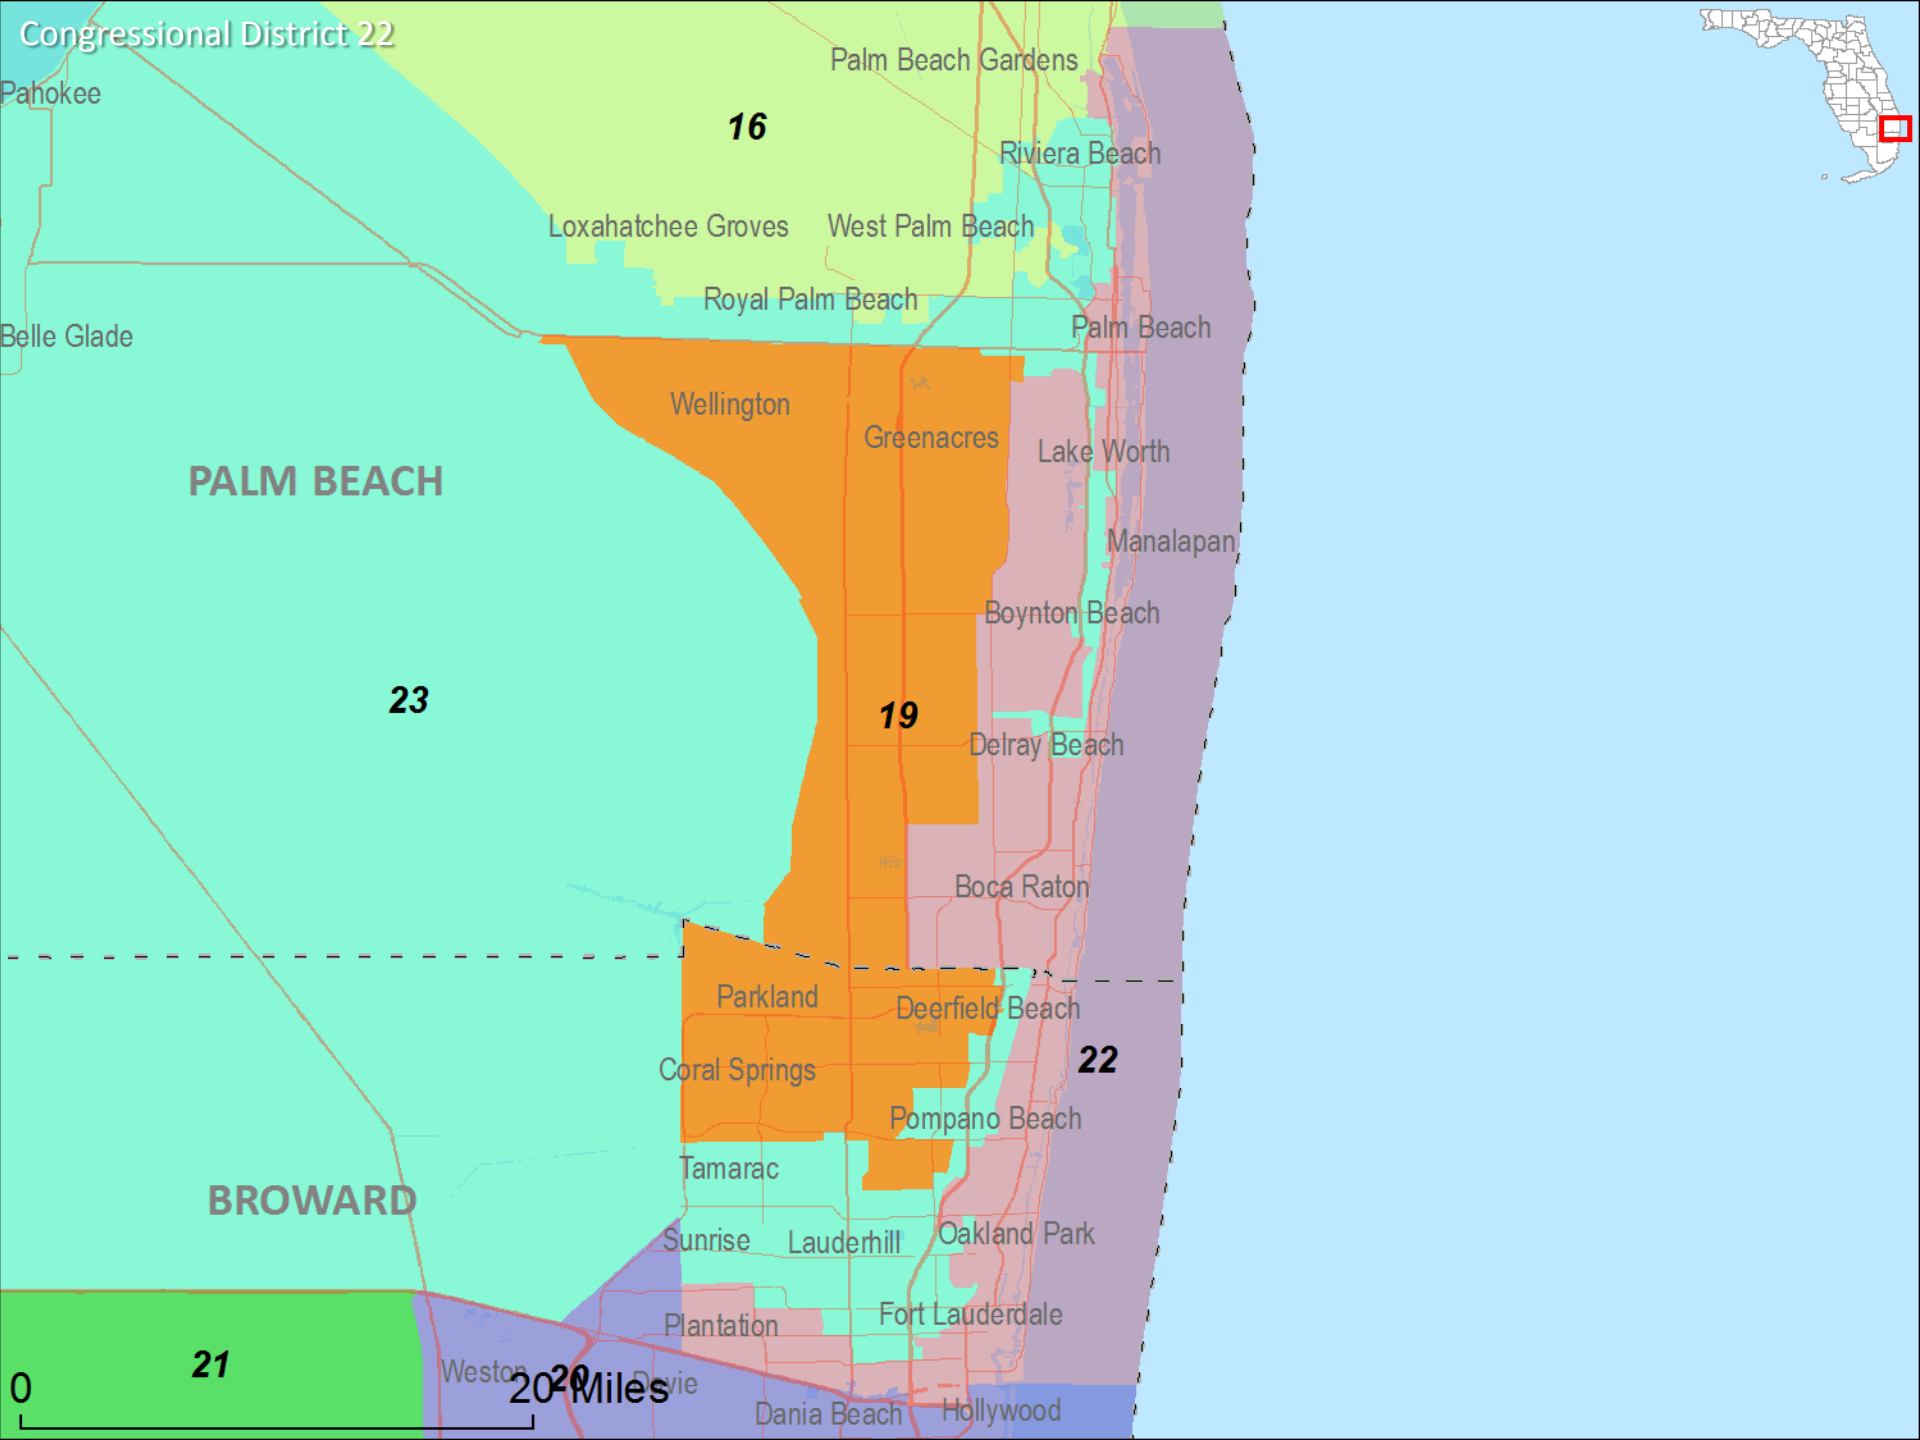 Congressional District 22
Palm Beach Gardens
Pahokee
16
Riviera Beach
Loxahatchee Groves
West Palm Beach
Royal Palm Beach
Palm Beach
Belle Glade
Wellington
Greenacres
Lake Worth
PALM BEACH
Manalapan
Boynton Beach
23
19
Delray Beach
Boca Raton
Parkland
Deerfield Beach
22
Coral Springs
Pompano Beach
Tamarac
BROWARD
Sunrise
Lauderhill
Oakland Park
Fort Lauderdale
Plantation
21
Weston
20
Davie
0
20 Miles
Dania Beach
Hollywood